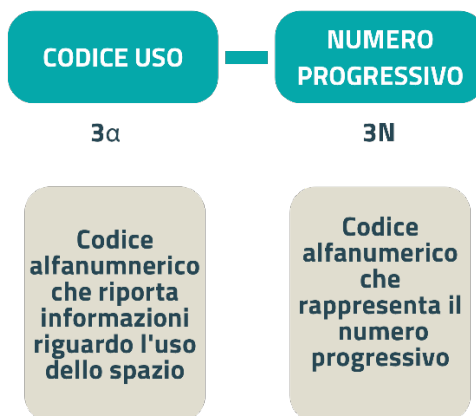 CODICE USO
NUMERO
PROGRESSIVO
3α
3N
Codice
alfanumnerico
che riporta
informazioni
riguardo l'uso
dello spazio
Codice
alfanumerico
che
rappresenta il
numero
progressivo